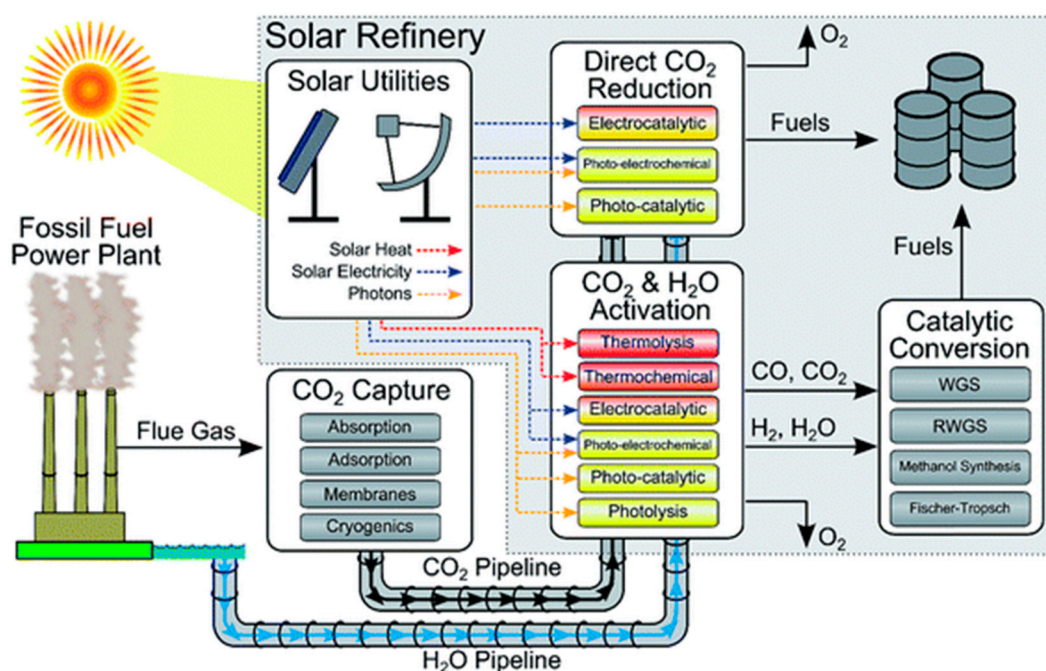 Solar Refinery
Solar Utilities
Solar Heat
Solar Electricity
Photons
Fossil Fuel
Power Plant
Flue Gas
CO₂ Capture
Absorption
Adsorption
Membranes
Cryogenics
CO₂ Pipeline
H₂O Pipeline
Direct CO₂
Reduction
Electrocatalytic
Photo-electrochemical
Photo-catalytic
O₂
Fuels
CO₂ & H₂O
Activation
Thermolysis
Thermochemical
Electrocatalytic
Photo-electrochemical
Photo-catalytic
Photolysis
CO, CO₂
H₂, H₂O
O₂
Fuels
Catalytic
Conversion
WGS
RWGS
Methanol Synthesis
Fischer-Tropsch